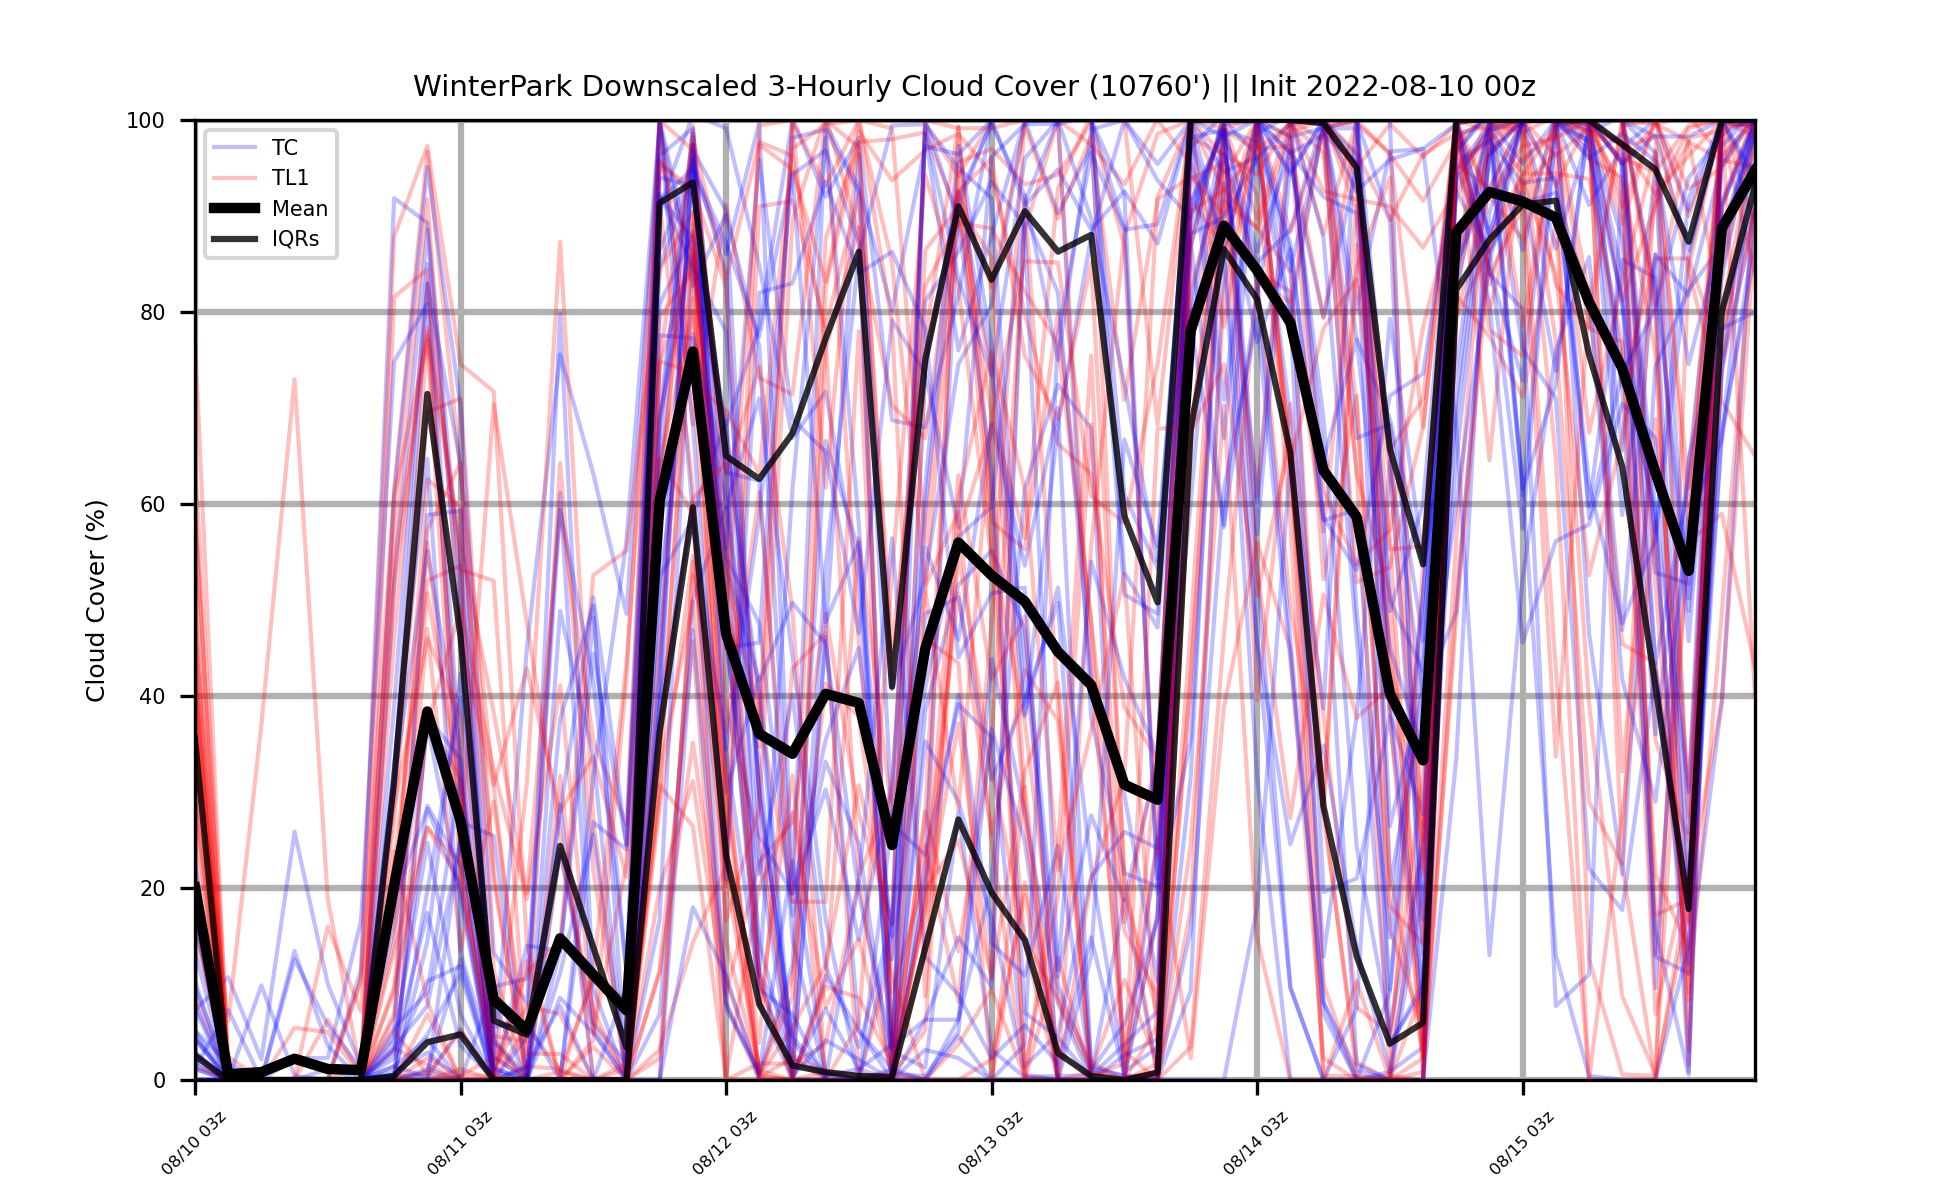 WinterPark Downscaled 3-Hourly Cloud Cover (10760') || Init 2022-08-10 00z
100
80
60
40
20
0
Cloud Cover (%)
TC
TL1
Mean
IQRs
08/10 03z
08/11 03z
08/12 03z
08/13 03z
08/14 03z
08/15 03z